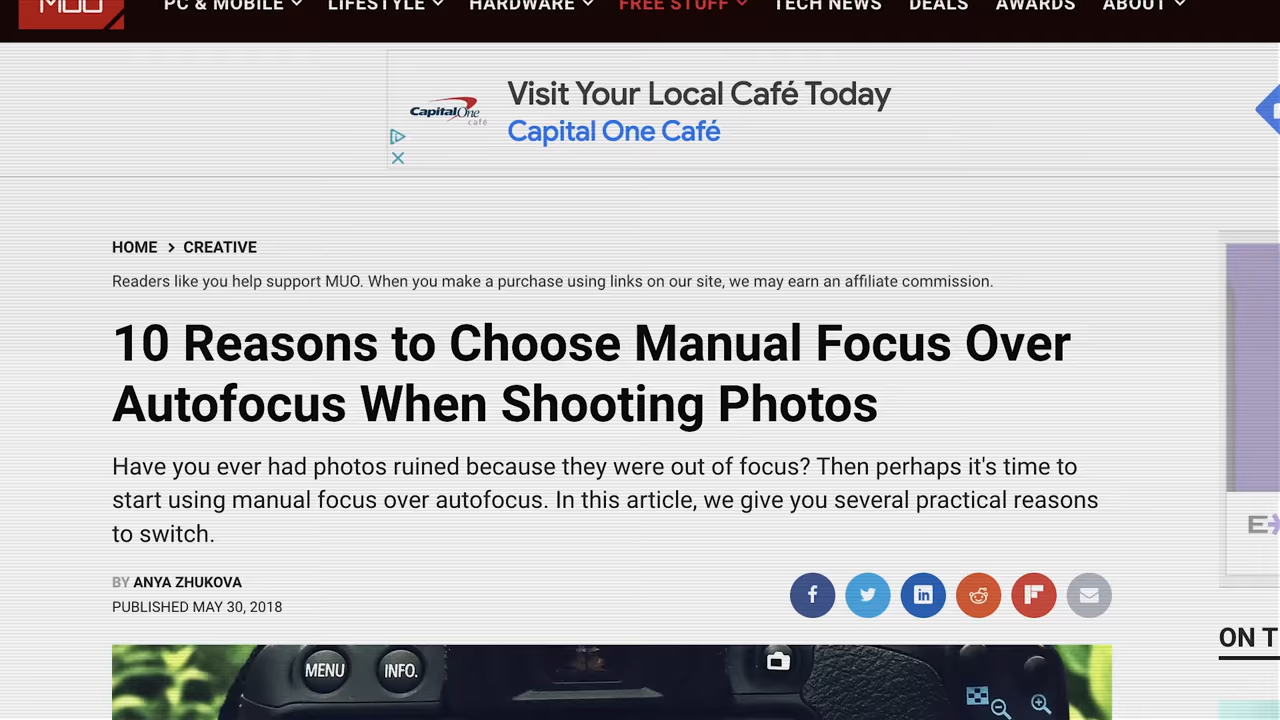 MUO
PC & MOBILE LIFESTYLE HARDWARE FREE STUFF TECH NEWS DEALS AWARDS ABOUT
Visit Your Local Café Today
CapitalOne
café
Capital One Café
HOME > CREATIVE
Readers like you help support MUO. When you make a purchase using links on our site, we may earn an affiliate commission.
10 Reasons to Choose Manual Focus Over
Autofocus When Shooting Photos
Have you ever had photos ruined because they were out of focus? Then perhaps it's time to
start using manual focus over autofocus. In this article, we give you several practical reasons
to switch.
BY ANYA ZHUKOVA
PUBLISHED MAY 30, 2018
MENU INFO.
ON T